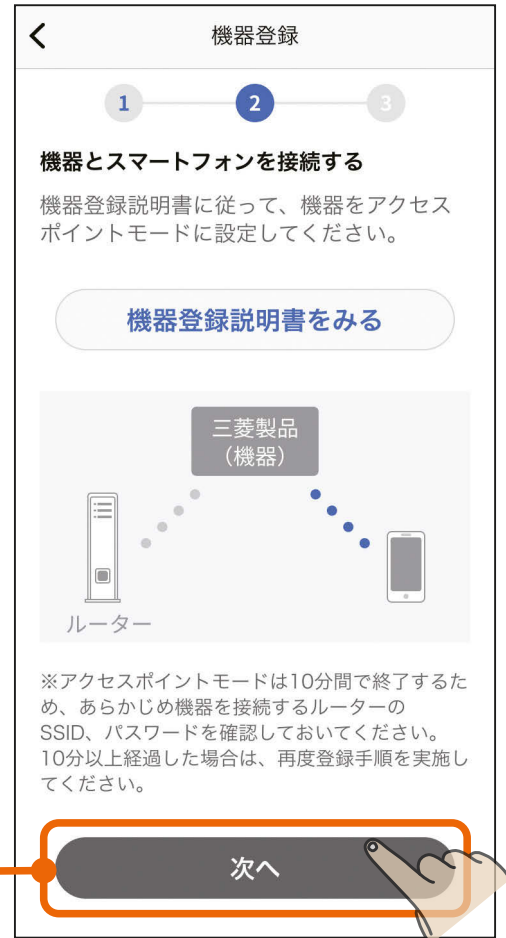 機器登録
1 2 3
機器とスマートフォンを接続する
機器登録説明書に従って、機器をアクセス
ポイントモードに設定してください。
機器登録説明書をみる
三菱製品
（機器）
ルーター
※アクセスポイントモードは10分間で終了するた
め、あらかじめ機器を接続するルーターの
SSID、パスワードを確認しておいてください。
10分以上経過した場合は、再度登録手順を実施し
てください。
次へ